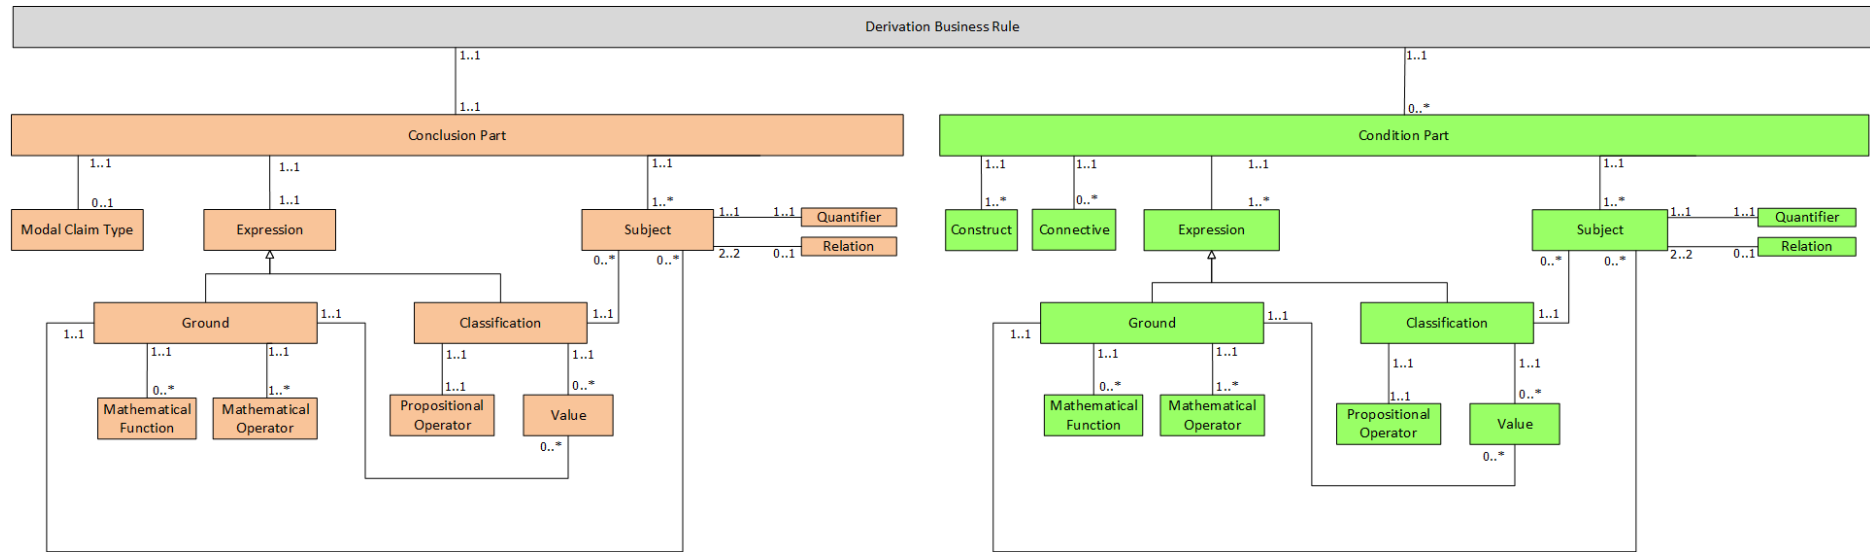 Derivation Business Rule
1..1
1..1
1..1
0..*
Conclusion Part
Condition Part
1..1
1..1
1..1
0..1
1..1
1..*
Modal Claim Type
Expression
Subject
1..1
1..1
Quantifier
2..2
0..1
Relation
0..*
0..*
1..1
Ground
1..1
Classification
1..1
1..1
1..1
1..1
1..1
0..*
1..*
1..1
0..*
Mathematical
Function
Mathematical
Operator
Propositional
Operator
Value
0..*
1..1
1..1
1..1
1..1
1..*
0..*
1..*
1..*
Construct
Connective
Expression
Subject
1..1
1..1
Quantifier
2..2
0..1
Relation
0..*
0..*
1..1
Ground
1..1
Classification
1..1
1..1
1..1
1..1
1..1
0..*
1..*
1..1
0..*
Mathematical
Function
Mathematical
Operator
Propositional
Operator
Value
0..*